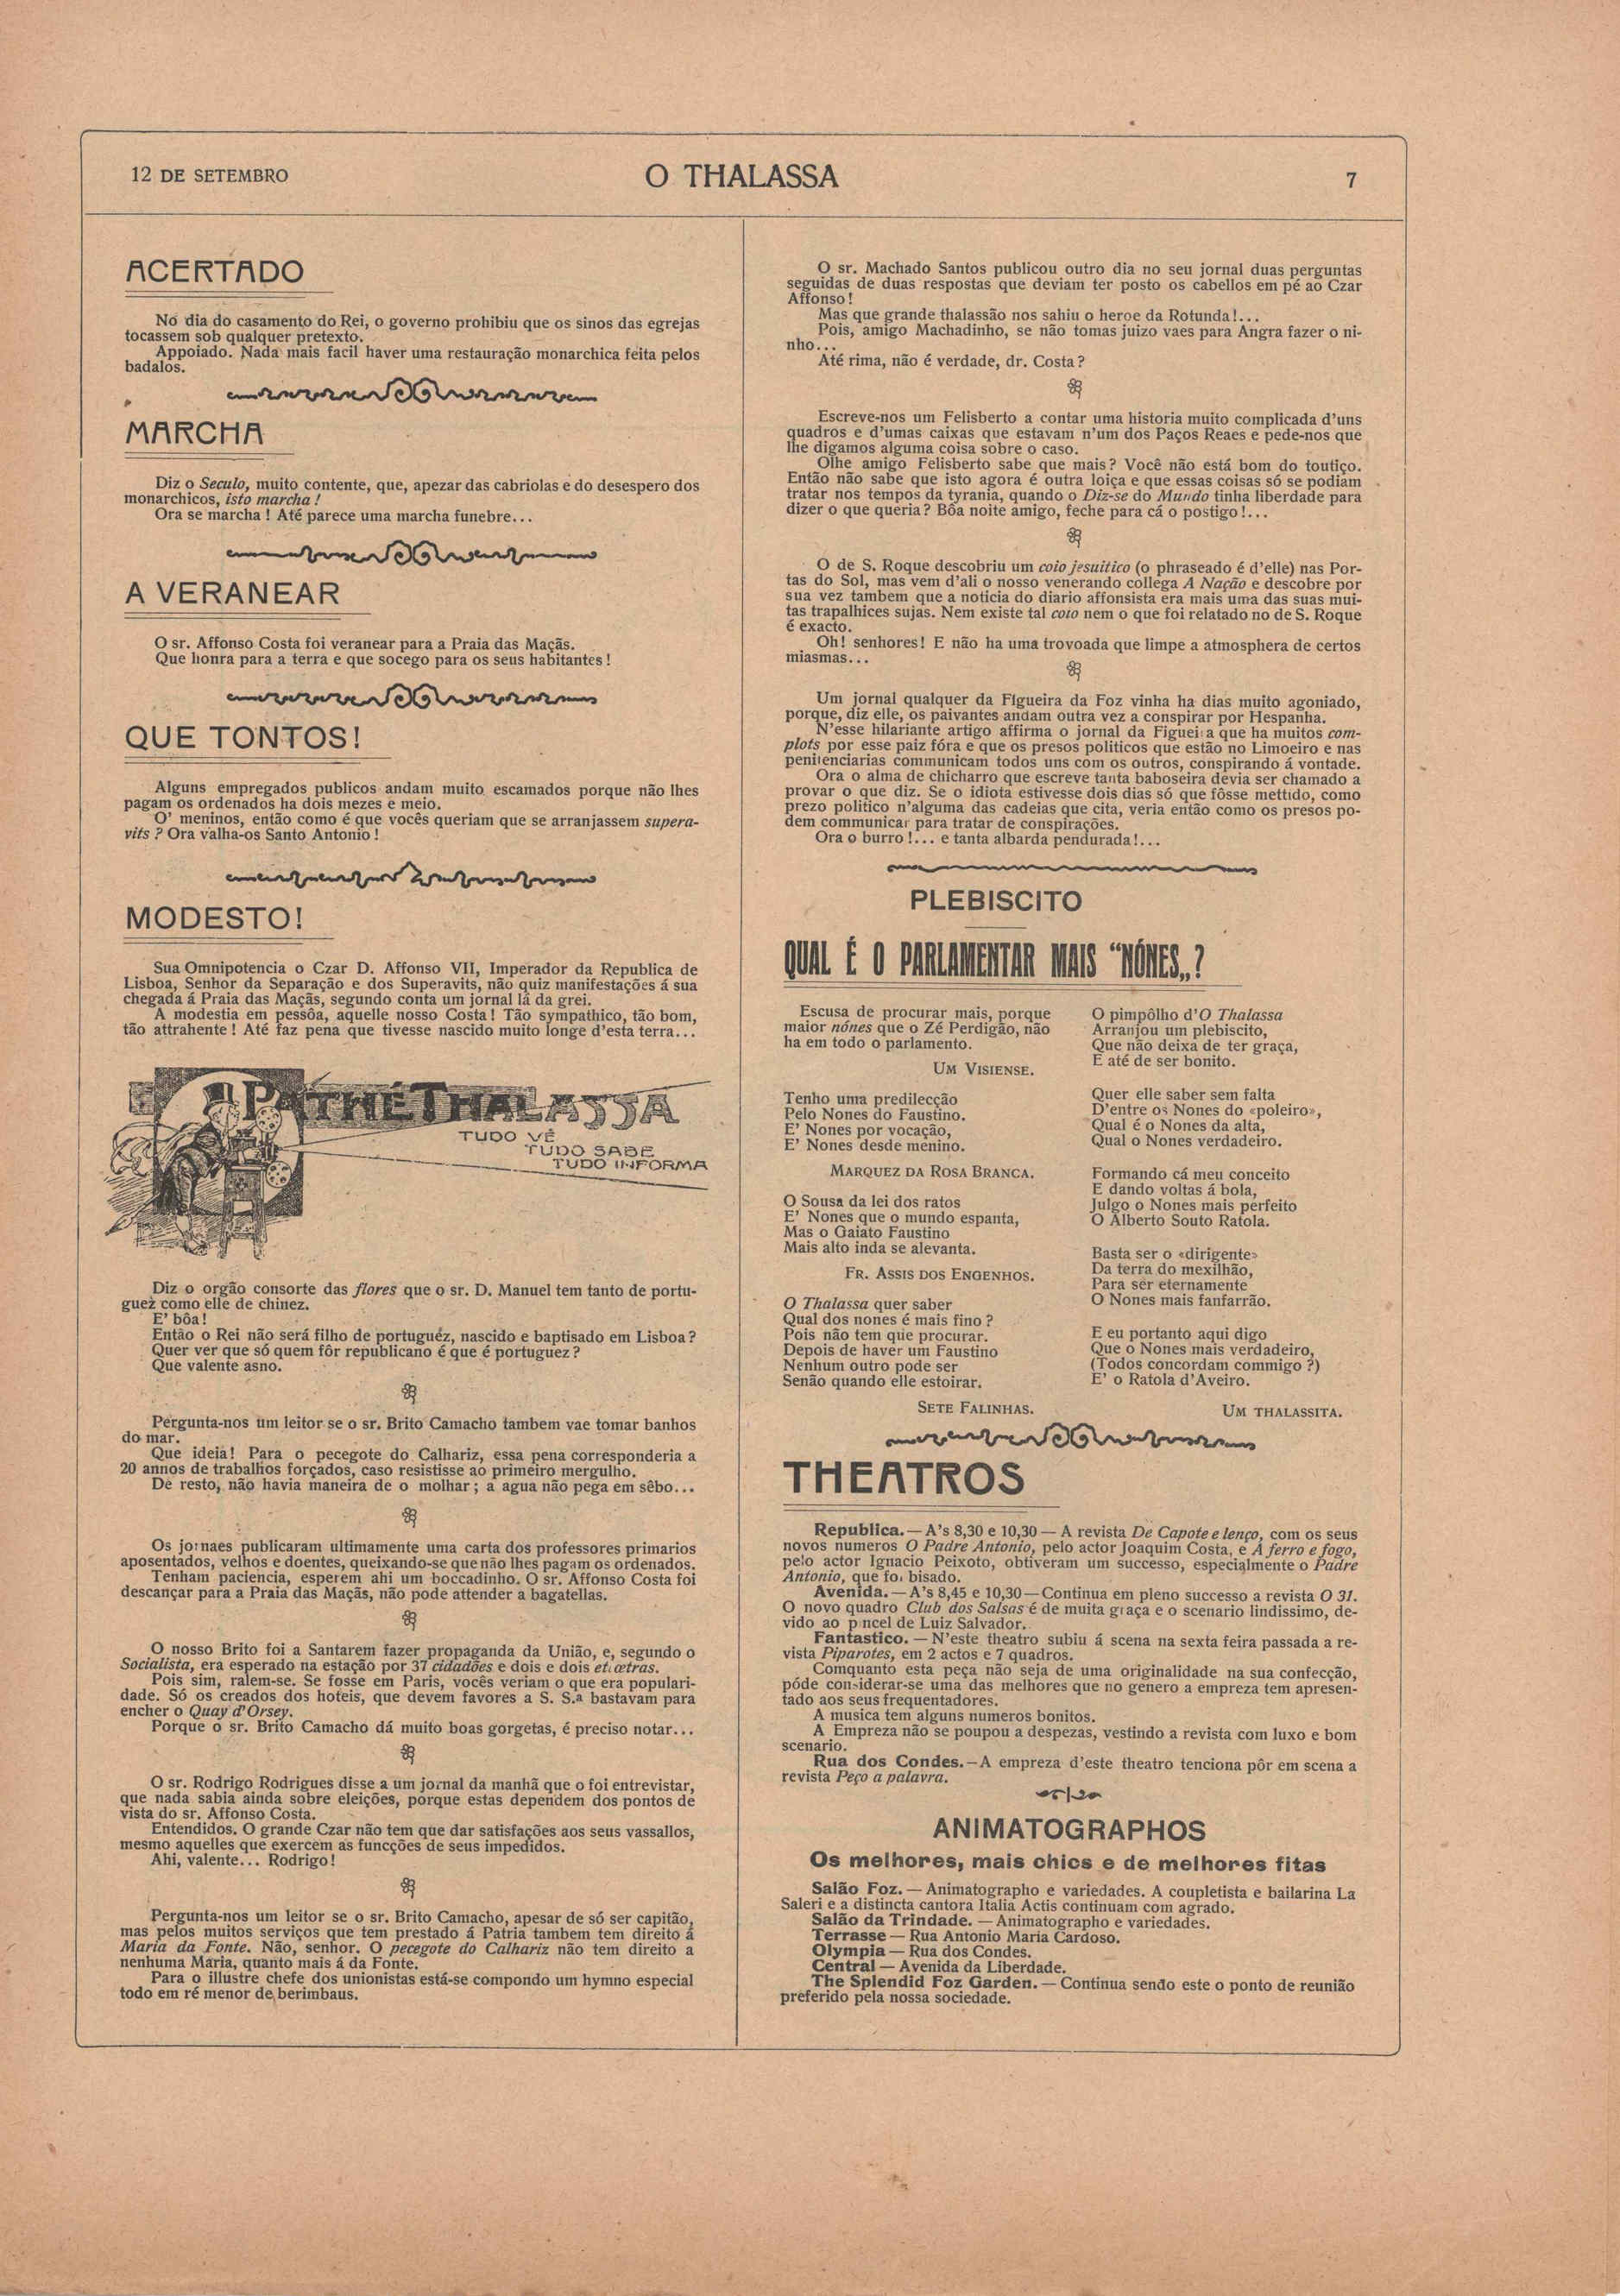 12 DE SETEMBRO
O THALASSA
7
ACERTADO
No dia do casamento do Rei, o governo prohibiu que os sinos das egrejas
tocassem sob qualquer pretexto.
Appoiado. Nada mais facil haver uma restauração monarchica feita pelos
badalos.
MARCHA
Diz o Seculo, muito contente, que, apezar das cabriolas e do desespero dos
monarchicos, isto marcha !
Ora se marcha ! Até parece uma marcha funebre...
A VERANEAR
O sr. Affonso Costa foi veranear para a Praia das Maçãs.
Que honra para a terra e que socego para os seus habitantes !
QUE TONTOS!
Alguns empregados publicos andam muito escamados porque não lhes
pagam os ordenados ha dois mezes e meio.
O' meninos, então como é que vocês queriam que se arranjassem supera-
vits ? Ora valha-os Santo Antonio !
MODESTO!
Sua Omnipotencia o Czar D. Affonso VII, Imperador da Republica de
Lisboa, Senhor da Separação e dos Superavits, não quiz manifestações á sua
chegada á Praia das Maçãs, segundo conta um jornal lá da grei.
A modestia em pessôa, aquelle nosso Costa ! Tão sympathico, tão bom,
tão attrahente ! Até faz pena que tivesse nascido muito longe d'esta terra...
PATHÉ THALASSA
TUDO VÊ
TUDO SABE
TUDO INFORMA
Diz o orgão consorte das flores que o sr. D. Manuel tem tanto de portu-
guez como elle de chinez.
E' bôa !
Então o Rei não será filho de portuguéz, nascido e baptisado em Lisboa ?
Quer ver que só quem fôr republicano é que é portuguez ?
Que valente asno.
Pergunta-nos um leitor se o sr. Brito Camacho tambem vae tomar banhos
do mar.
Que ideia! Para o pecegote do Calhariz, essa pena corresponderia a
20 annos de trabalhos forçados, caso resistisse ao primeiro mergulho.
De resto, não havia maneira de o molhar ; a agua não pega em sêbo...
Os jornaes publicaram ultimamente uma carta dos professores primarios
aposentados, velhos e doentes, queixando-se que não lhes pagam os ordenados.
Tenham paciencia, esperem ahi um boccadinho. O sr. Affonso Costa foi
descançar para a Praia das Maçãs, não pode attender a bagatellas.
O nosso Brito foi a Santarem fazer propaganda da União, e, segundo o
Socialista, era esperado na estação por 37 cidadões e dois e dois etcætras.
Pois sim, ralem-se. Se fosse em Paris, vocês veriam o que era populari-
dade. Só os creados dos hoteis, que devem favores a S. S.ª bastavam para
encher o Quay d'Orsey.
Porque o sr. Brito Camacho dá muito boas gorgetas, é preciso notar...
O sr. Rodrigo Rodrigues disse a um jornal da manhã que o foi entrevistar,
que nada sabia ainda sobre eleições, porque estas dependem dos pontos de
vista do sr. Affonso Costa.
Entendidos. O grande Czar não tem que dar satisfações aos seus vassallos,
mesmo aquelles que exercem as funcções de seus impedidos.
Ahi, valente... Rodrigo !
Pergunta-nos um leitor se o sr. Brito Camacho, apesar de só ser capitão,
mas pelos muitos serviços que tem prestado á Patria tambem tem direito á
Maria da Fonte. Não, senhor. O pecegote do Calhariz não tem direito a
nenhuma Maria, quanto mais á da Fonte.
Para o illustre chefe dos unionistas está-se compondo um hymno especial
todo em ré menor de berimbaus.
O sr. Machado Santos publicou outro dia no seu jornal duas perguntas
seguidas de duas respostas que deviam ter posto os cabellos em pé ao Czar
Affonso !
Mas que grande thalassão nos sahiu o heroe da Rotunda !...
Pois, amigo Machadinho, se não tomas juizo vaes para Angra fazer o ni-
nho...
Até rima, não é verdade, dr. Costa ?
Escreve-nos um Felisberto a contar uma historia muito complicada d'uns
quadros e d'umas caixas que estavam n'um dos Paços Reaes e pede-nos que
lhe digamos alguma coisa sobre o caso.
Olhe amigo Felisberto sabe que mais ? Você não está bom do toutiço.
Então não sabe que isto agora é outra loiça e que essas coisas só se podiam
tratar nos tempos da tyrania, quando o Diz-se do Mundo tinha liberdade para
dizer o que queria ? Bôa noite amigo, feche para cá o postigo !...
O de S. Roque descobriu um coio jesuitico (o phraseado é d'elle) nas Por-
tas do Sol, mas vem d'ali o nosso venerando collega A Nação e descobre por
sua vez tambem que a noticia do diario affonsista era mais uma das suas mui-
tas trapalhices sujas. Nem existe tal coio nem o que foi relatado no de S. Roque
é exacto.
Oh! senhores! E não ha uma trovoada que limpe a atmosphera de certos
miasmas...
Um jornal qualquer da Figueira da Foz vinha ha dias muito agoniado,
porque, diz elle, os paivantes andam outra vez a conspirar por Hespanha.
N'esse hilariante artigo affirma o jornal da Figueira que ha muitos com-
plots por esse paiz fóra e que os presos politicos que estão no Limoeiro e nas
penitenciarias communicam todos uns com os outros, conspirando á vontade.
Ora o alma de chicharro que escreve tanta baboseira devia ser chamado a
provar o que diz. Se o idiota estivesse dois dias só que fôsse mettido, como
prezo politico n'alguma das cadeias que cita, veria então como os presos po-
dem communicar para tratar de conspirações.
Ora o burro !... e tanta albarda pendurada !...
PLEBISCITO
QUAL É O PARLAMENTAR MAIS “NÓNES„?
Escusa de procurar mais, porque
maior nónes que o Zé Perdigão, não
ha em todo o parlamento.
UM VISIENSE.
Tenho uma predilecção
Pelo Nones do Faustino.
E' Nones por vocação,
E' Nones desde menino.
MARQUEZ DA ROSA BRANCA.
O Sousa da lei dos ratos
E' Nones que o mundo espanta,
Mas o Gaiato Faustino
Mais alto inda se alevanta.
FR. ASSIS DOS ENGENHOS.
O Thalassa quer saber
Qual dos nones é mais fino ?
Pois não tem que procurar.
Depois de haver um Faustino
Nenhum outro pode ser
Senão quando elle estoirar.
SETE FALINHAS.
O pimpôlho d'O Thalassa
Arranjou um plebiscito,
Que não deixa de ter graça,
E até de ser bonito.
Quer elle saber sem falta
D'entre os Nones do «poleiro»,
Qual é o Nones da alta,
Qual o Nones verdadeiro.
Formando cá meu conceito
E dando voltas á bola,
Julgo o Nones mais perfeito
O Alberto Souto Ratola.
Basta ser o «dirigente»
Da terra do mexilhão,
Para ser eternamente
O Nones mais fanfarrão.
E eu portanto aqui digo
Que o Nones mais verdadeiro,
(Todos concordam commigo ?)
E' o Ratola d'Aveiro.
UM THALASSITA.
THEATROS
Republica. — A's 8,30 e 10,30 — A revista De Capote e lenço, com os seus
novos numeros O Padre Antonio, pelo actor Joaquim Costa, e A ferro e fogo,
pelo actor Ignacio Peixoto, obtiveram um successo, especialmente o Padre
Antonio, que foi bisado.
Avenida. — A's 8,45 e 10,30 — Continua em pleno successo a revista O 31.
O novo quadro Club dos Salsas é de muita graça e o scenario lindissimo, de-
vido ao pincel de Luiz Salvador.
Fantastico. — N'este theatro subiu á scena na sexta feira passada a re-
vista Piparotes, em 2 actos e 7 quadros.
Comquanto esta peça não seja de uma originalidade na sua confecção,
póde considerar-se uma das melhores que no genero a empreza tem apresen-
tado aos seus frequentadores.
A musica tem alguns numeros bonitos.
A Empreza não se poupou a despezas, vestindo a revista com luxo e bom
scenario.
Rua dos Condes. — A empreza d'este theatro tenciona pôr em scena a
revista Peço a palavra.
ANIMATOGRAPHOS
Os melhores, mais chics e de melhores fitas
Salão Foz. — Animatographo e variedades. A coupletista e bailarina La
Saleri e a distincta cantora Italia Actis continuam com agrado.
Salão da Trindade. — Animatographo e variedades.
Terrasse — Rua Antonio Maria Cardoso.
Olympia — Rua dos Condes.
Central — Avenida da Liberdade.
The Splendid Foz Garden. — Continua sendo este o ponto de reunião
preferido pela nossa sociedade.